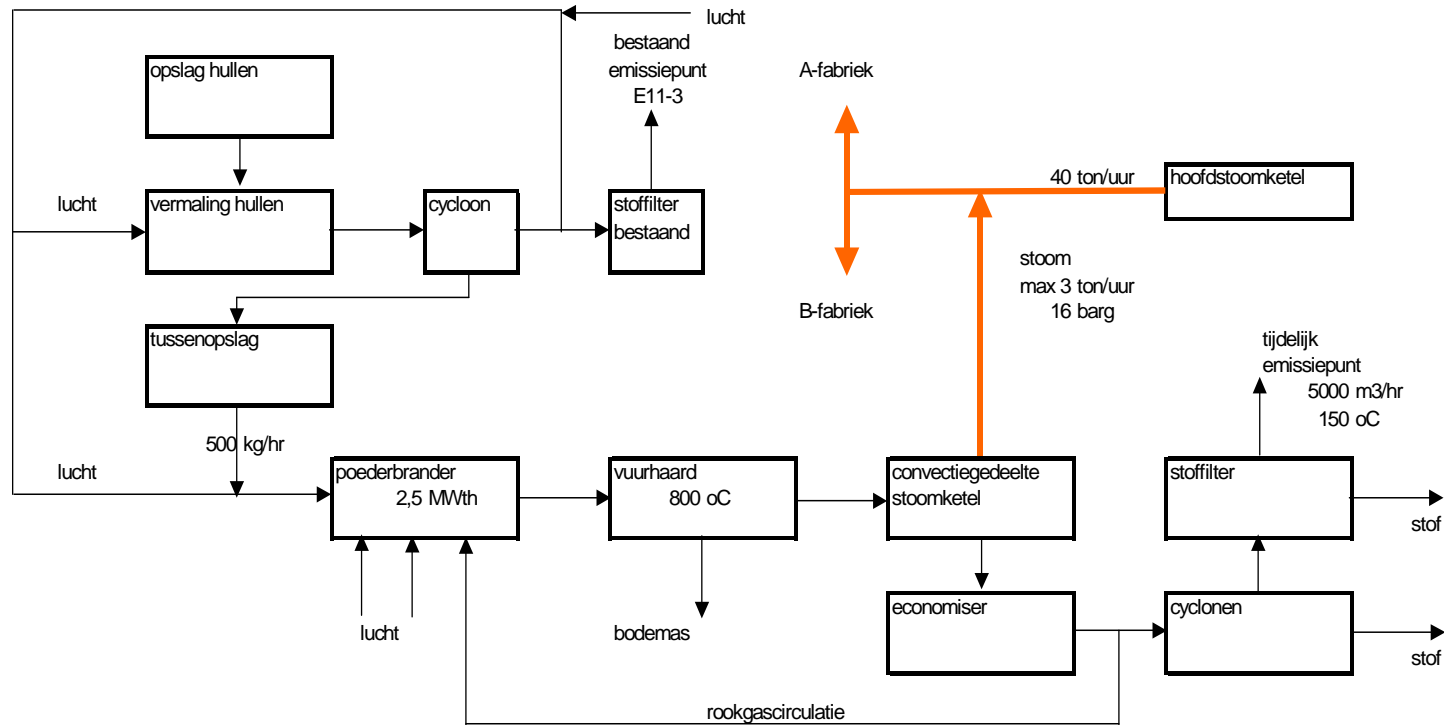 lucht
bestaand
emissiepunt
E11-3
opslag hullen
A-fabriek
40 ton/uur
hoofdstoomketel
lucht
vermaling hullen
cycloon
stoffilter
bestaand
stoom
max 3 ton/uur
16 barg
B-fabriek
tussenopslag
tijdelijk
emissiepunt
5000 m3/hr
150 oC
500 kg/hr
lucht
poederbrander
2,5 MWth
vuurhaard
800 oC
convectiegedeelte
stoomketel
stoffilter
stof
economiser
cyclonen
lucht
bodemas
stof
rookgascirculatie